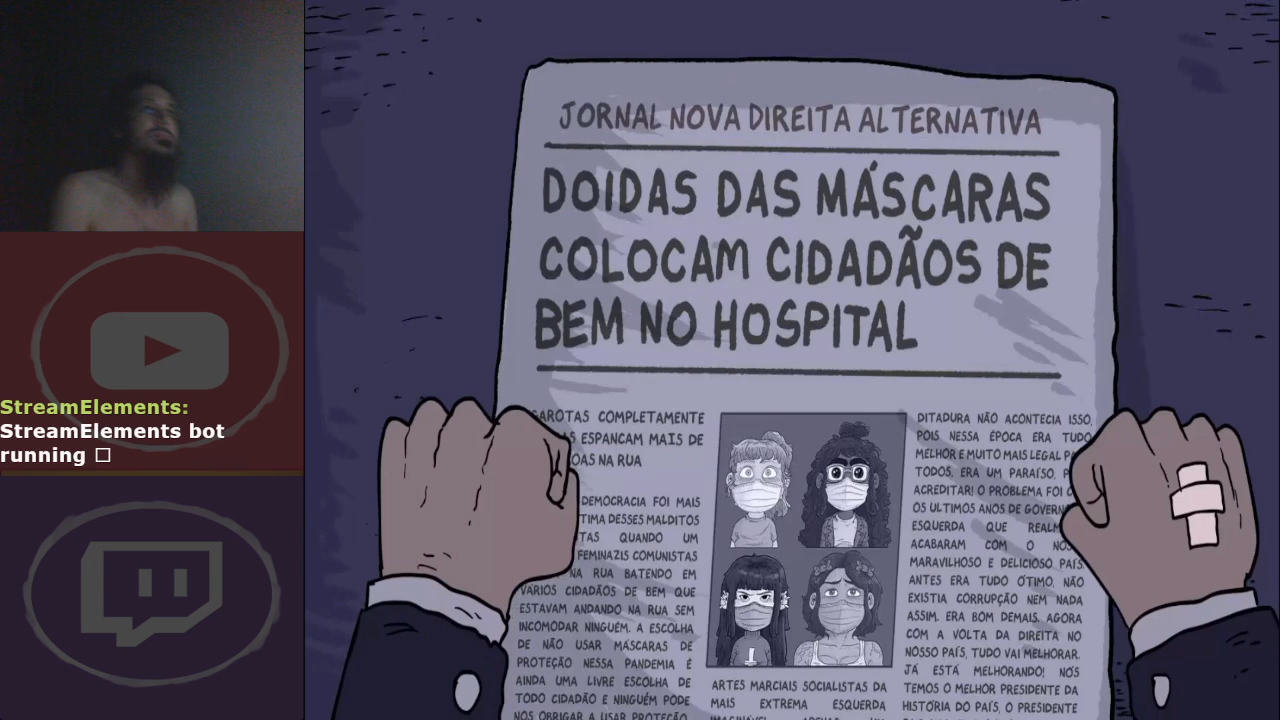 JORNAL NOVA DIREITA ALTERNATIVA
DOIDAS DAS MÁSCARAS
COLOCAM CIDADÃOS DE
BEM NO HOSPITAL
StreamElements:
StreamElements bot
running
GAROTAS COMPLETAMENTE
ESPANCAM MAIS DE
NA RUA
DEMOCRACIA FOI MAIS
DESSES MALDITOS
QUANDO UM
FEMINAZIS COMUNISTAS
NA RUA BATENDO EM
VÁRIOS CIDADÃOS DE BEM QUE
ESTAVAM ANDANDO NA RUA SEM
INCOMODAR NINGUÉM. A ESCOLHA
DE NÃO USAR MÁSCARAS DE
PROTEÇÃO NESSA PANDEMIA É
AINDA UMA LIVRE ESCOLHA DE
TODO CIDADÃO E NINGUÉM PODE
NOS OBRIGAR A USAR PROTEÇÃO
ARTES MARCIAIS SOCIALISTAS DA
MAIS EXTREMA ESQUERDA
DITADURA NÃO ACONTECIA ISSO,
POIS NESSA ÉPOCA ERA TUDO
MELHOR E MUITO MAIS LEGAL
TODOS, ERA UM PARAÍSO,
ACREDITAR! O PROBLEMA FOI
OS ULTIMOS ANOS DE
ESQUERDA QUE
ACABARAM COM O
MARAVILHOSO E DELICIOSO PAÍS.
ANTES ERA TUDO ÓTIMO, NÃO
EXISTIA CORRUPÇÃO NEM NADA
ASSIM. ERA BOM DEMAIS. AGORA
COM A VOLTA DA DIREITA NO
NOSSO PAÍS, TUDO VAI MELHORAR.
JÁ ESTÁ MELHORANDO! NÓS
TEMOS O MELHOR PRESIDENTE DA
HISTÓRIA DO PAÍS, O PRESIDENTE